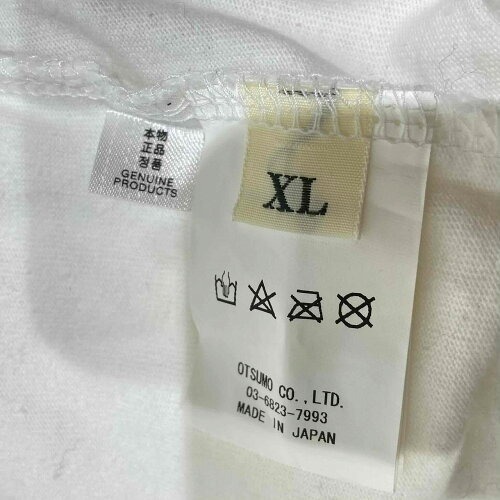 本物
正品
정품
GENUINE
PRODUCTS
XL
OTSUMO CO.,LTD.
03-6823-7993
MADE IN JAPAN